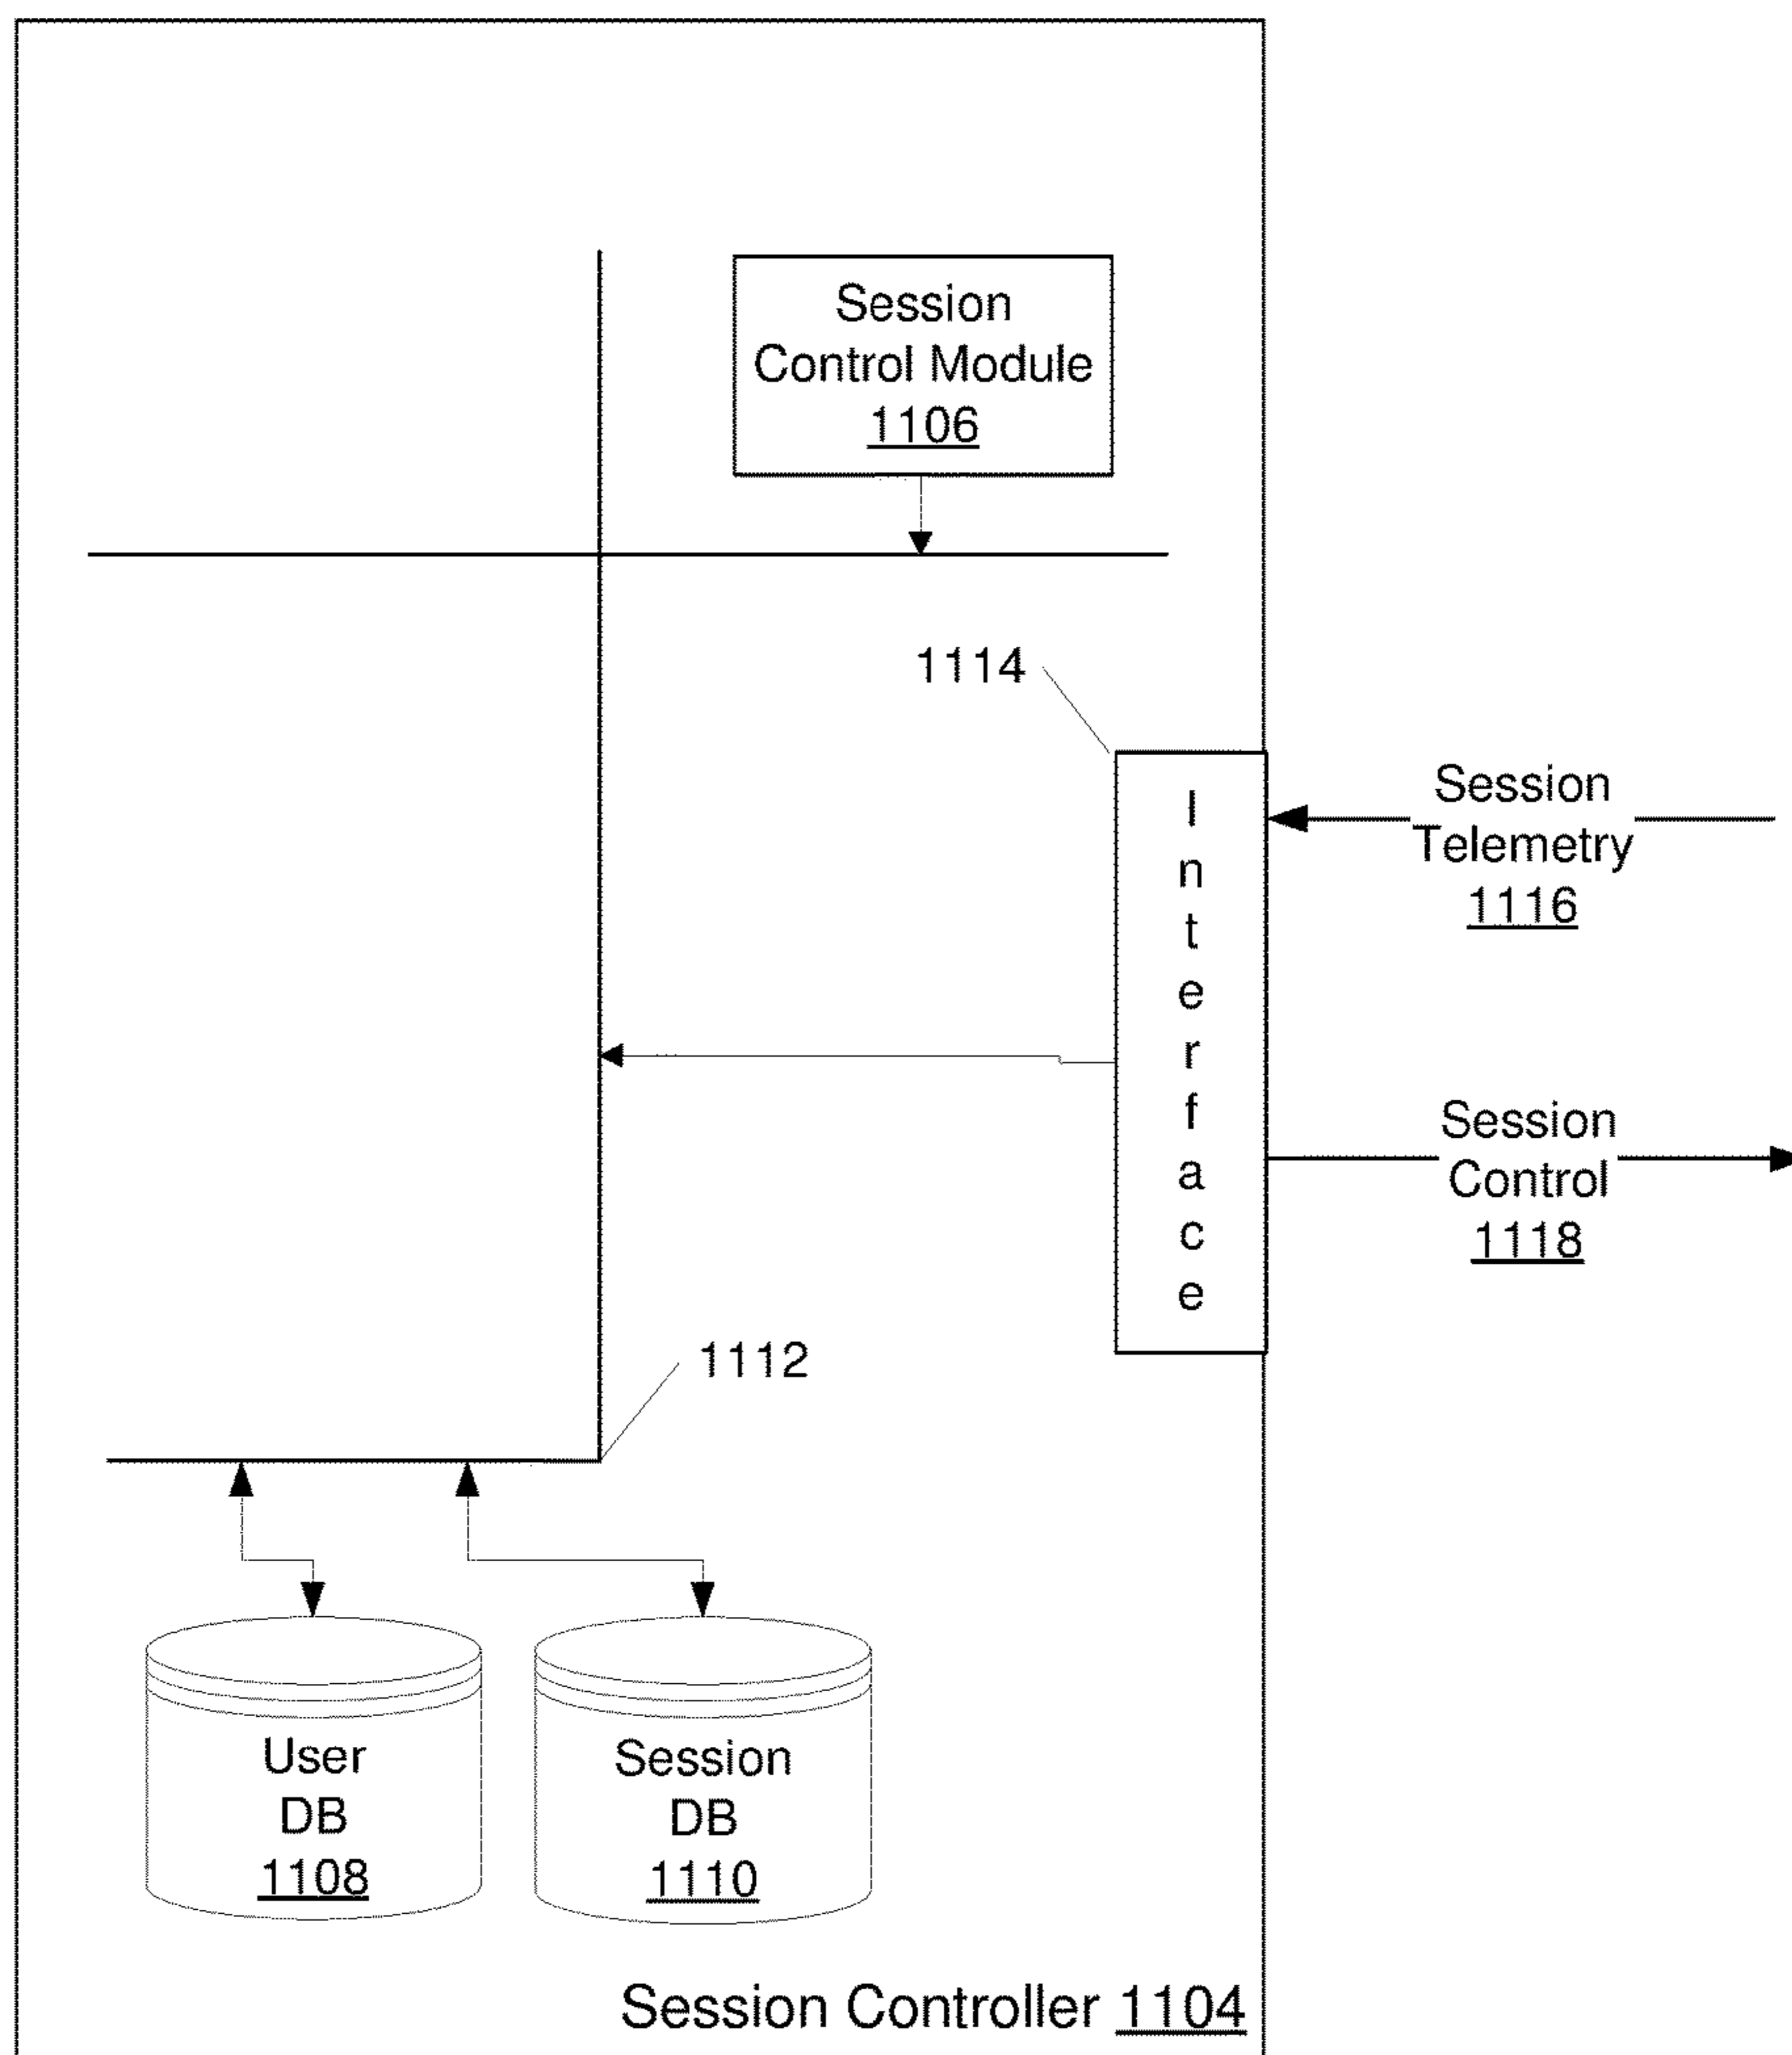 Session
Control Module
1106
1114
Interface
Session
Telemetry
1116
Session
Control
1118
1112
User
DB
1108
Session
DB
1110
Session Controller 1104